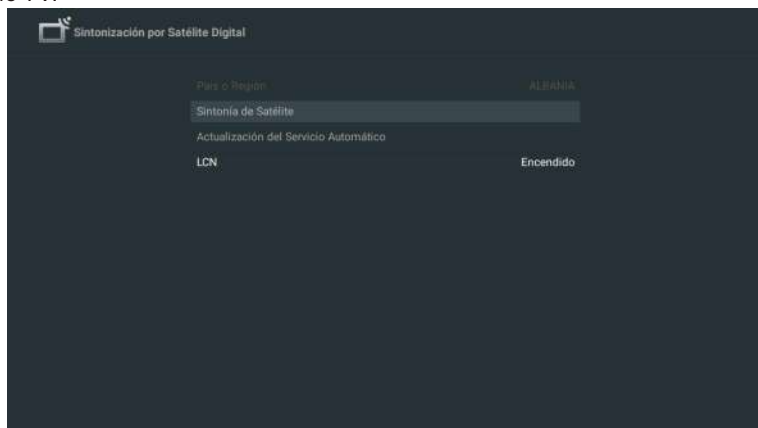 Sintonización por Satélite Digital
País o Región ALBANIA
Sintonía de Satélite
Actualización del Servicio Automático
LCN Encendido